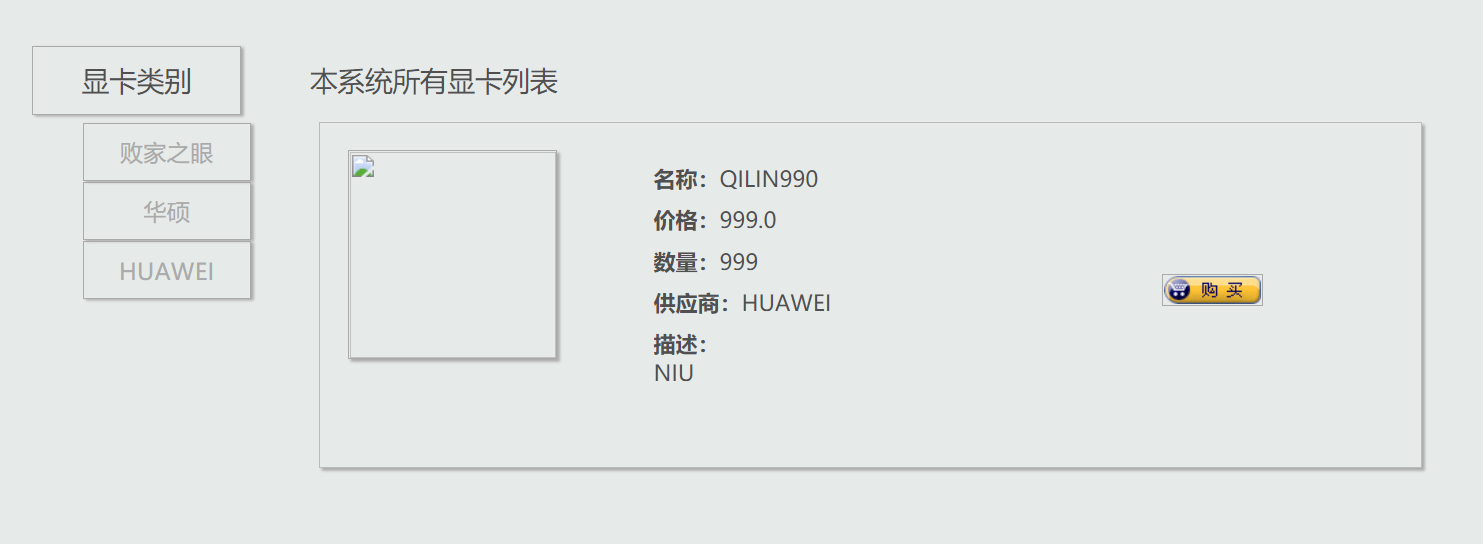 显卡类别
败家之眼
华硕
HUAWEI
本系统所有显卡列表
名称：QILIN990
价格：999.0
数量：999
供应商：HUAWEI
描述：
NIU
购 买